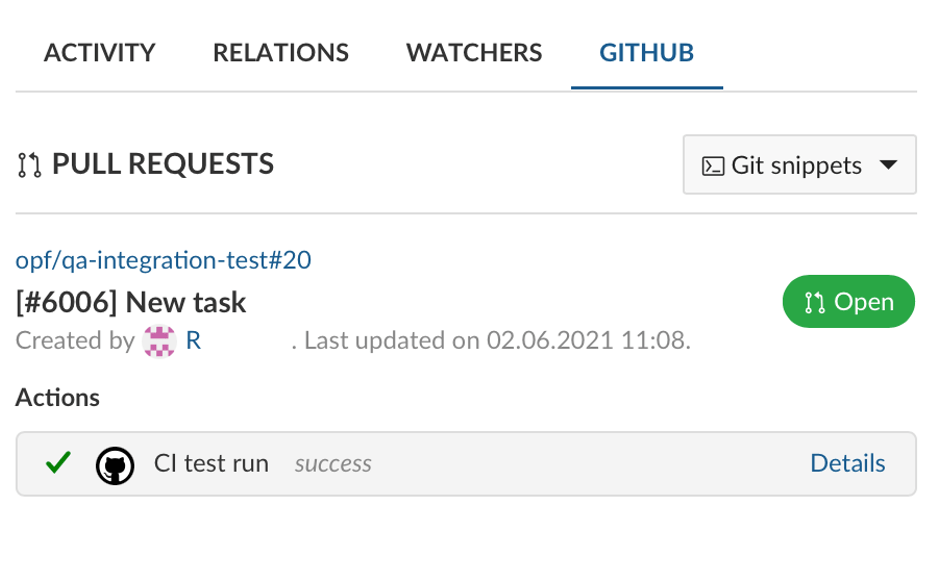 ACTIVITY RELATIONS WATCHERS GITHUB
PULL REQUESTS Git snippets
opf/qa-integration-test#20
[#6006] New task Open
Created by R . Last updated on 02.06.2021 11:08.
Actions
CI test run success Details